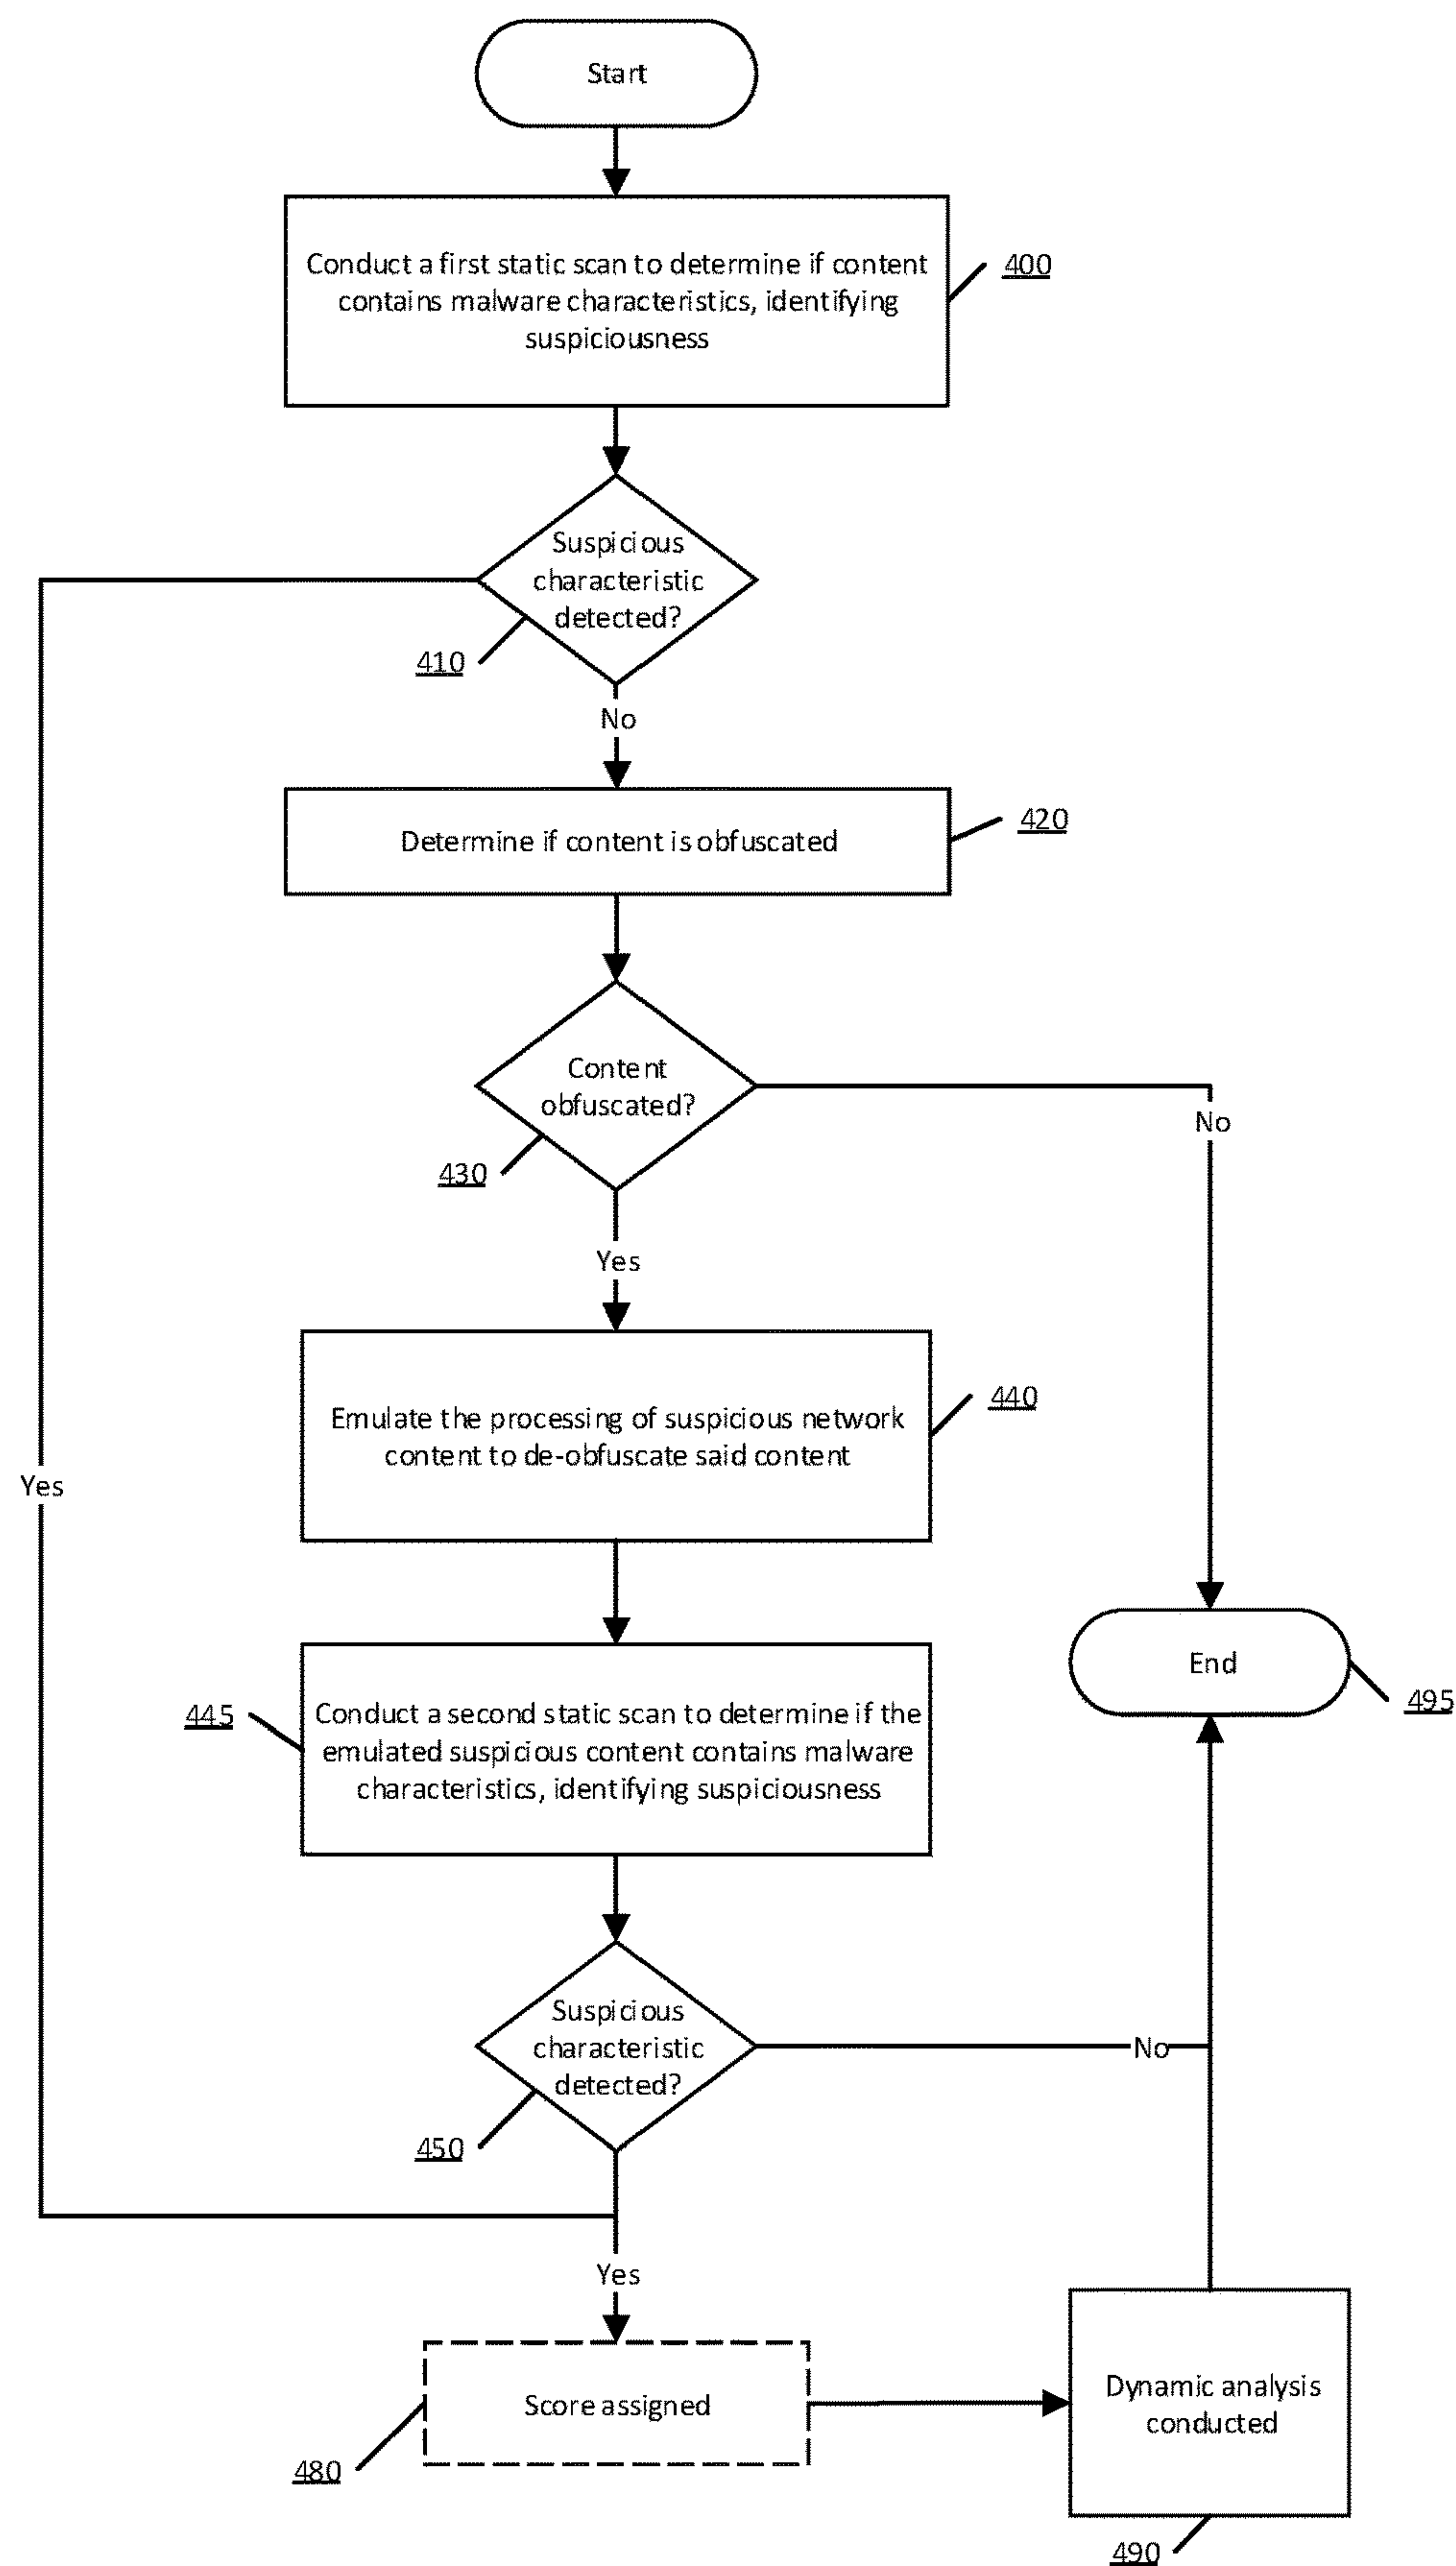 Start
Conduct a first static scan to determine if content
contains malware characteristics, identifying
suspiciousness
400
Suspicious
characteristic
detected?
410
No
Determine if content is obfuscated
420
Content
obfuscated?
No
430
Yes
Emulate the processing of suspicious network
content to de-obfuscate said content
440
Yes
End
495
445
Conduct a second static scan to determine if the
emulated suspicious content contains malware
characteristics, identifying suspiciousness
Suspicious
characteristic
detected?
No
450
Yes
Score assigned
480
Dynamic analysis
conducted
490